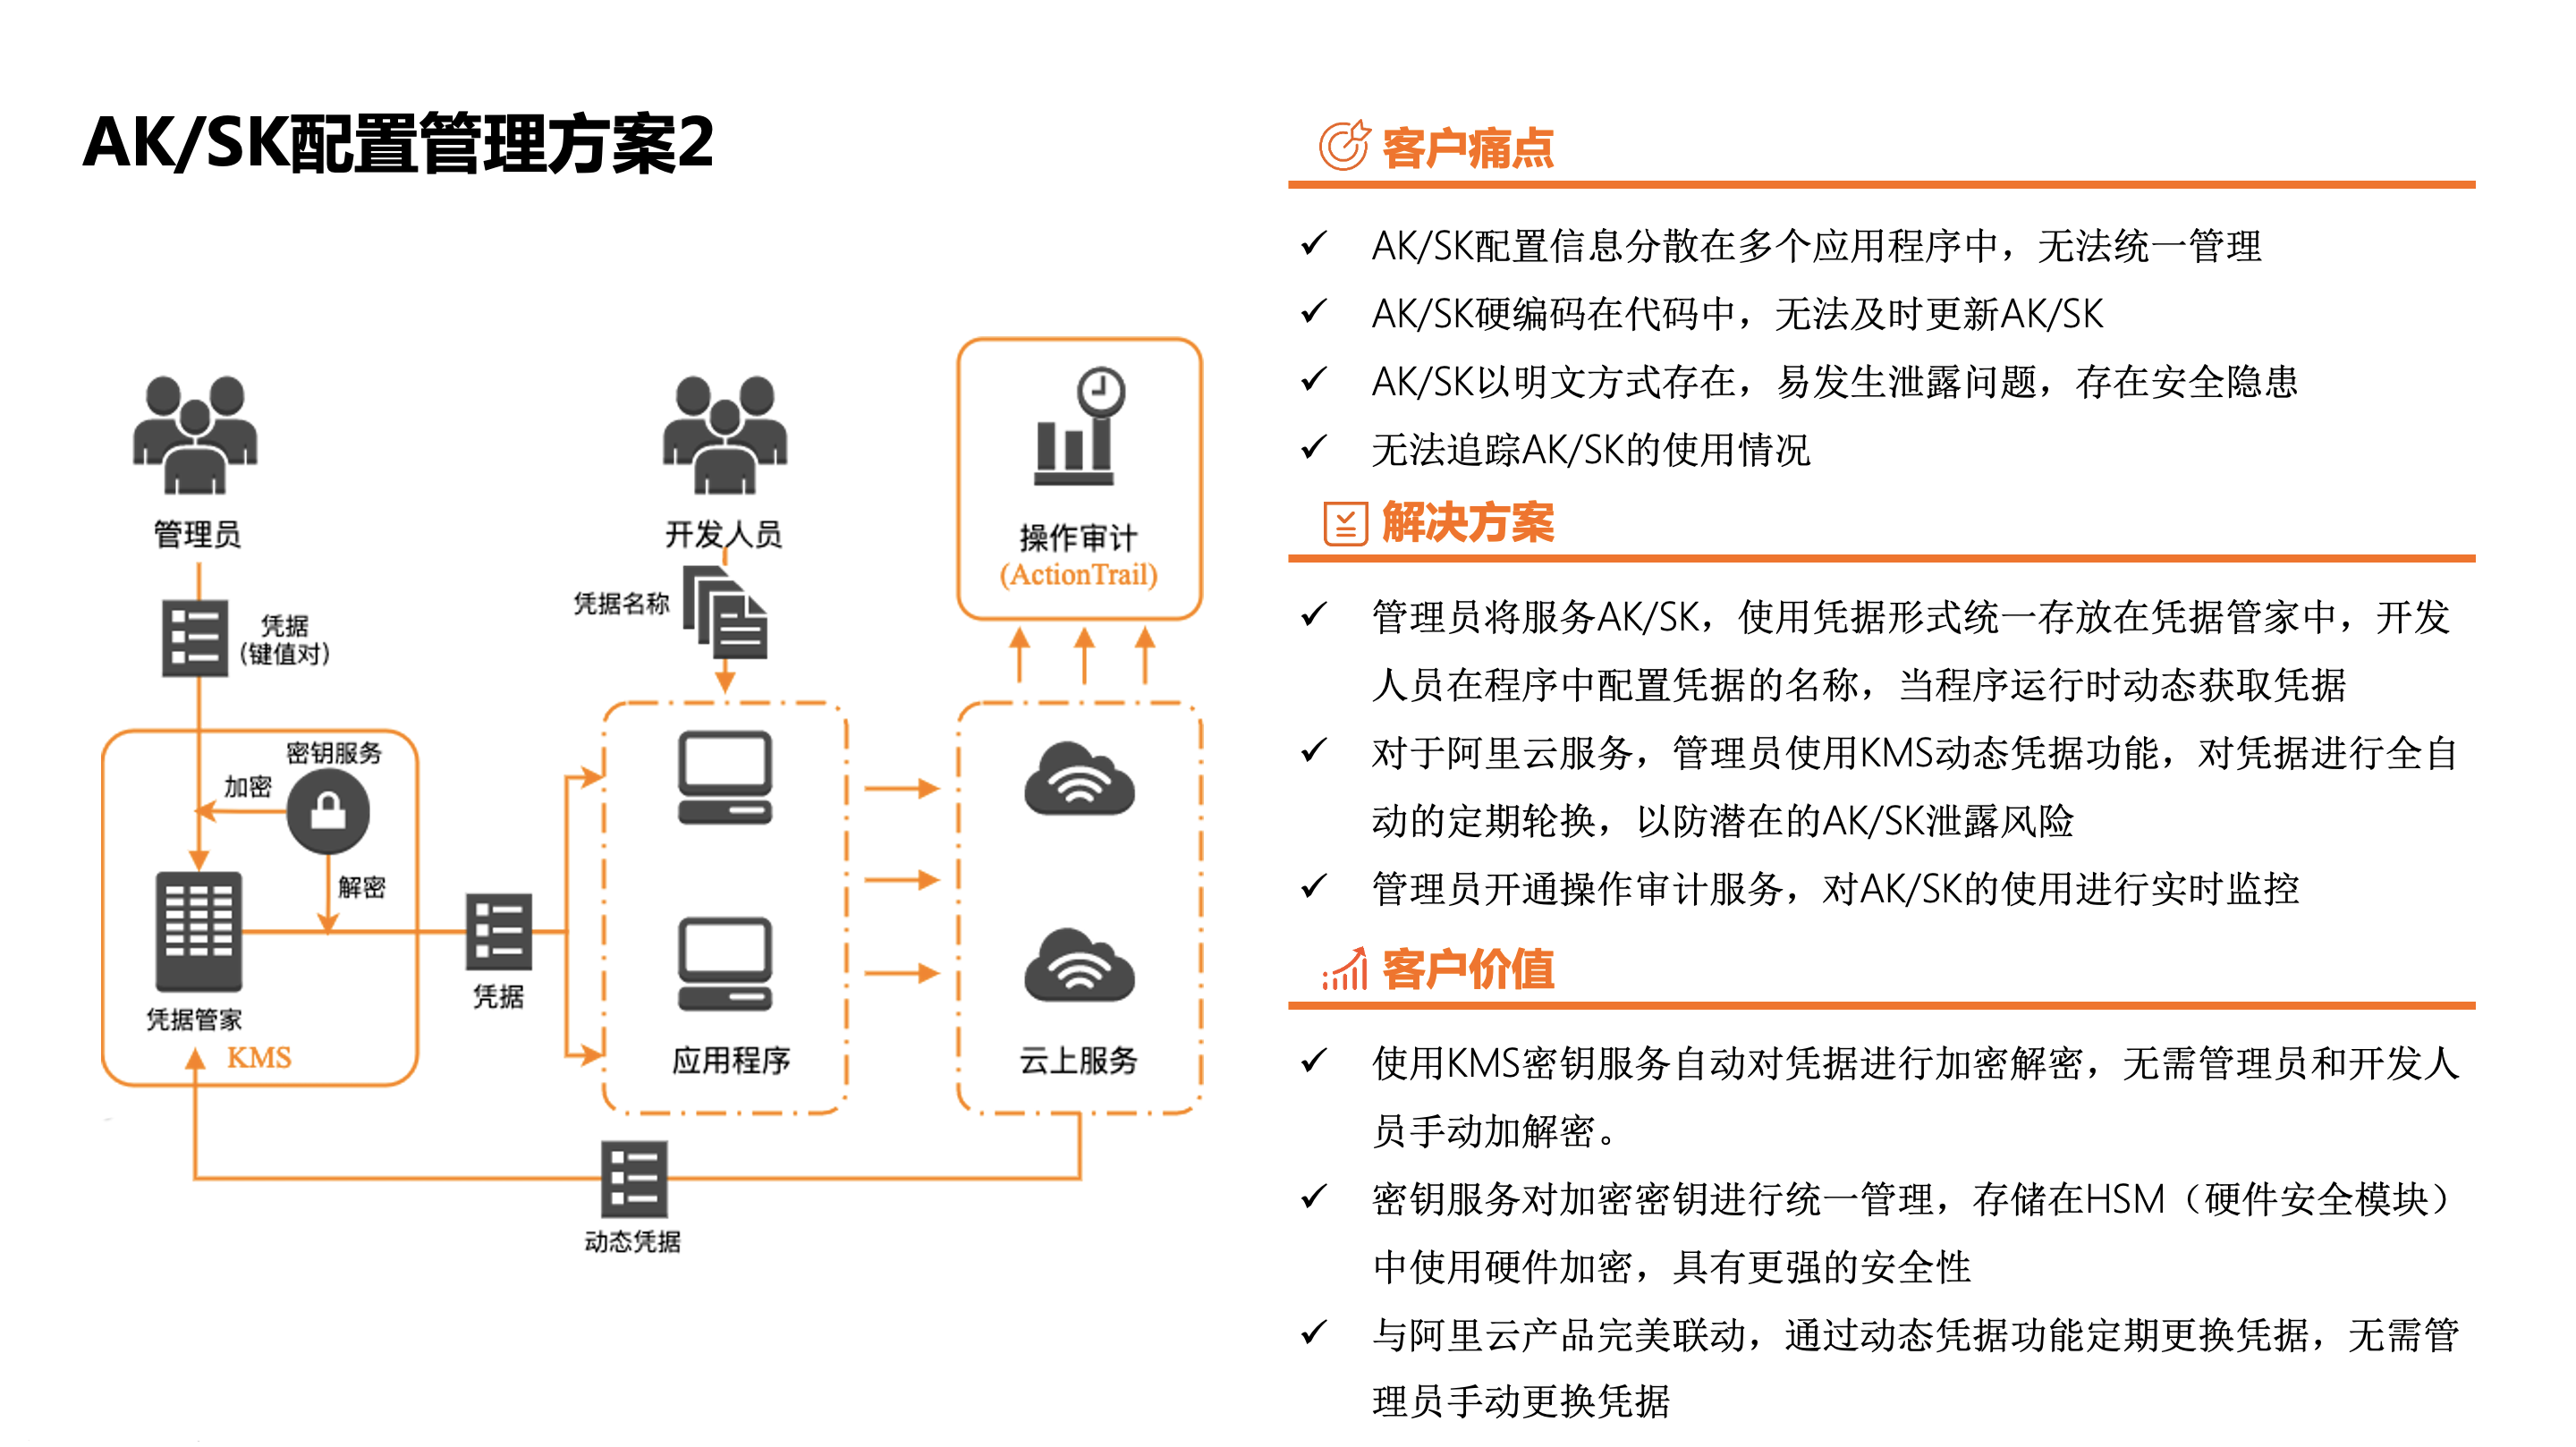 AK/SK配置管理方案2
管理员
开发人员
操作审计
(ActionTrail)
凭据名称
凭据
(键值对)
密钥服务
加密
解密
凭据管家
KMS
凭据
应用程序
云上服务
动态凭据
客户痛点
AK/SK配置信息分散在多个应用程序中，无法统一管理
AK/SK硬编码在代码中，无法及时更新AK/SK
AK/SK以明文方式存在，易发生泄露问题，存在安全隐患
无法追踪AK/SK的使用情况
解决方案
管理员将服务AK/SK，使用凭据形式统一存放在凭据管家中，开发
人员在程序中配置凭据的名称，当程序运行时动态获取凭据
对于阿里云服务，管理员使用KMS动态凭据功能，对凭据进行全自
动的定期轮换，以防潜在的AK/SK泄露风险
管理员开通操作审计服务，对AK/SK的使用进行实时监控
客户价值
使用KMS密钥服务自动对凭据进行加密解密，无需管理员和开发人
员手动加解密。
密钥服务对加密密钥进行统一管理，存储在HSM（硬件安全模块）
中使用硬件加密，具有更强的安全性
与阿里云产品完美联动，通过动态凭据功能定期更换凭据，无需管
理员手动更换凭据